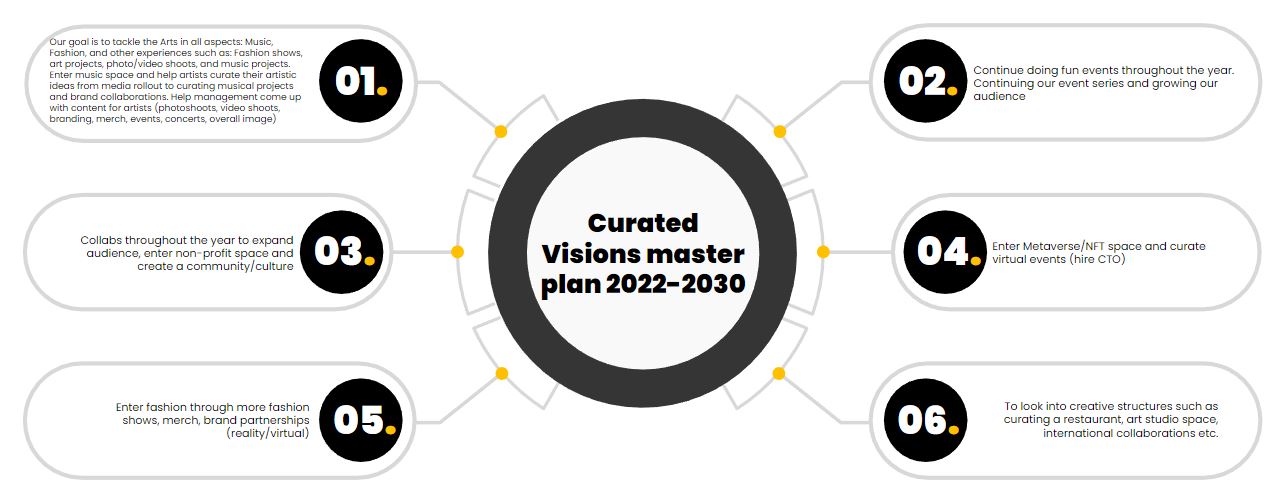 Our goal is to tackle the Arts in all aspects: Music,
Fashion, and other experiences such as: Fashion shows,
art projects, photo/video shoots, and music projects.
Enter music space and help artists curate their artistic
ideas from media rollout to curating musical projects
and brand collaborations. Help management come up
with content for artists (photoshoots, video shoots,
branding, merch, events, concerts, overall image)
01.
02.
Continue doing fun events throughout the year.
Continuing our event series and growing our
audience
Curated
Visions master
plan 2022-2030
Collabs throughout the year to expand
audience, enter non-profit space and
create a community/culture
03.
04.
Enter Metaverse/NFT space and curate
virtual events (hire CTO)
Enter fashion through more fashion
shows, merch, brand partnerships
(reality/virtual)
05.
06.
To look into creative structures such as
curating a restaurant, art studio space,
international collaborations etc.